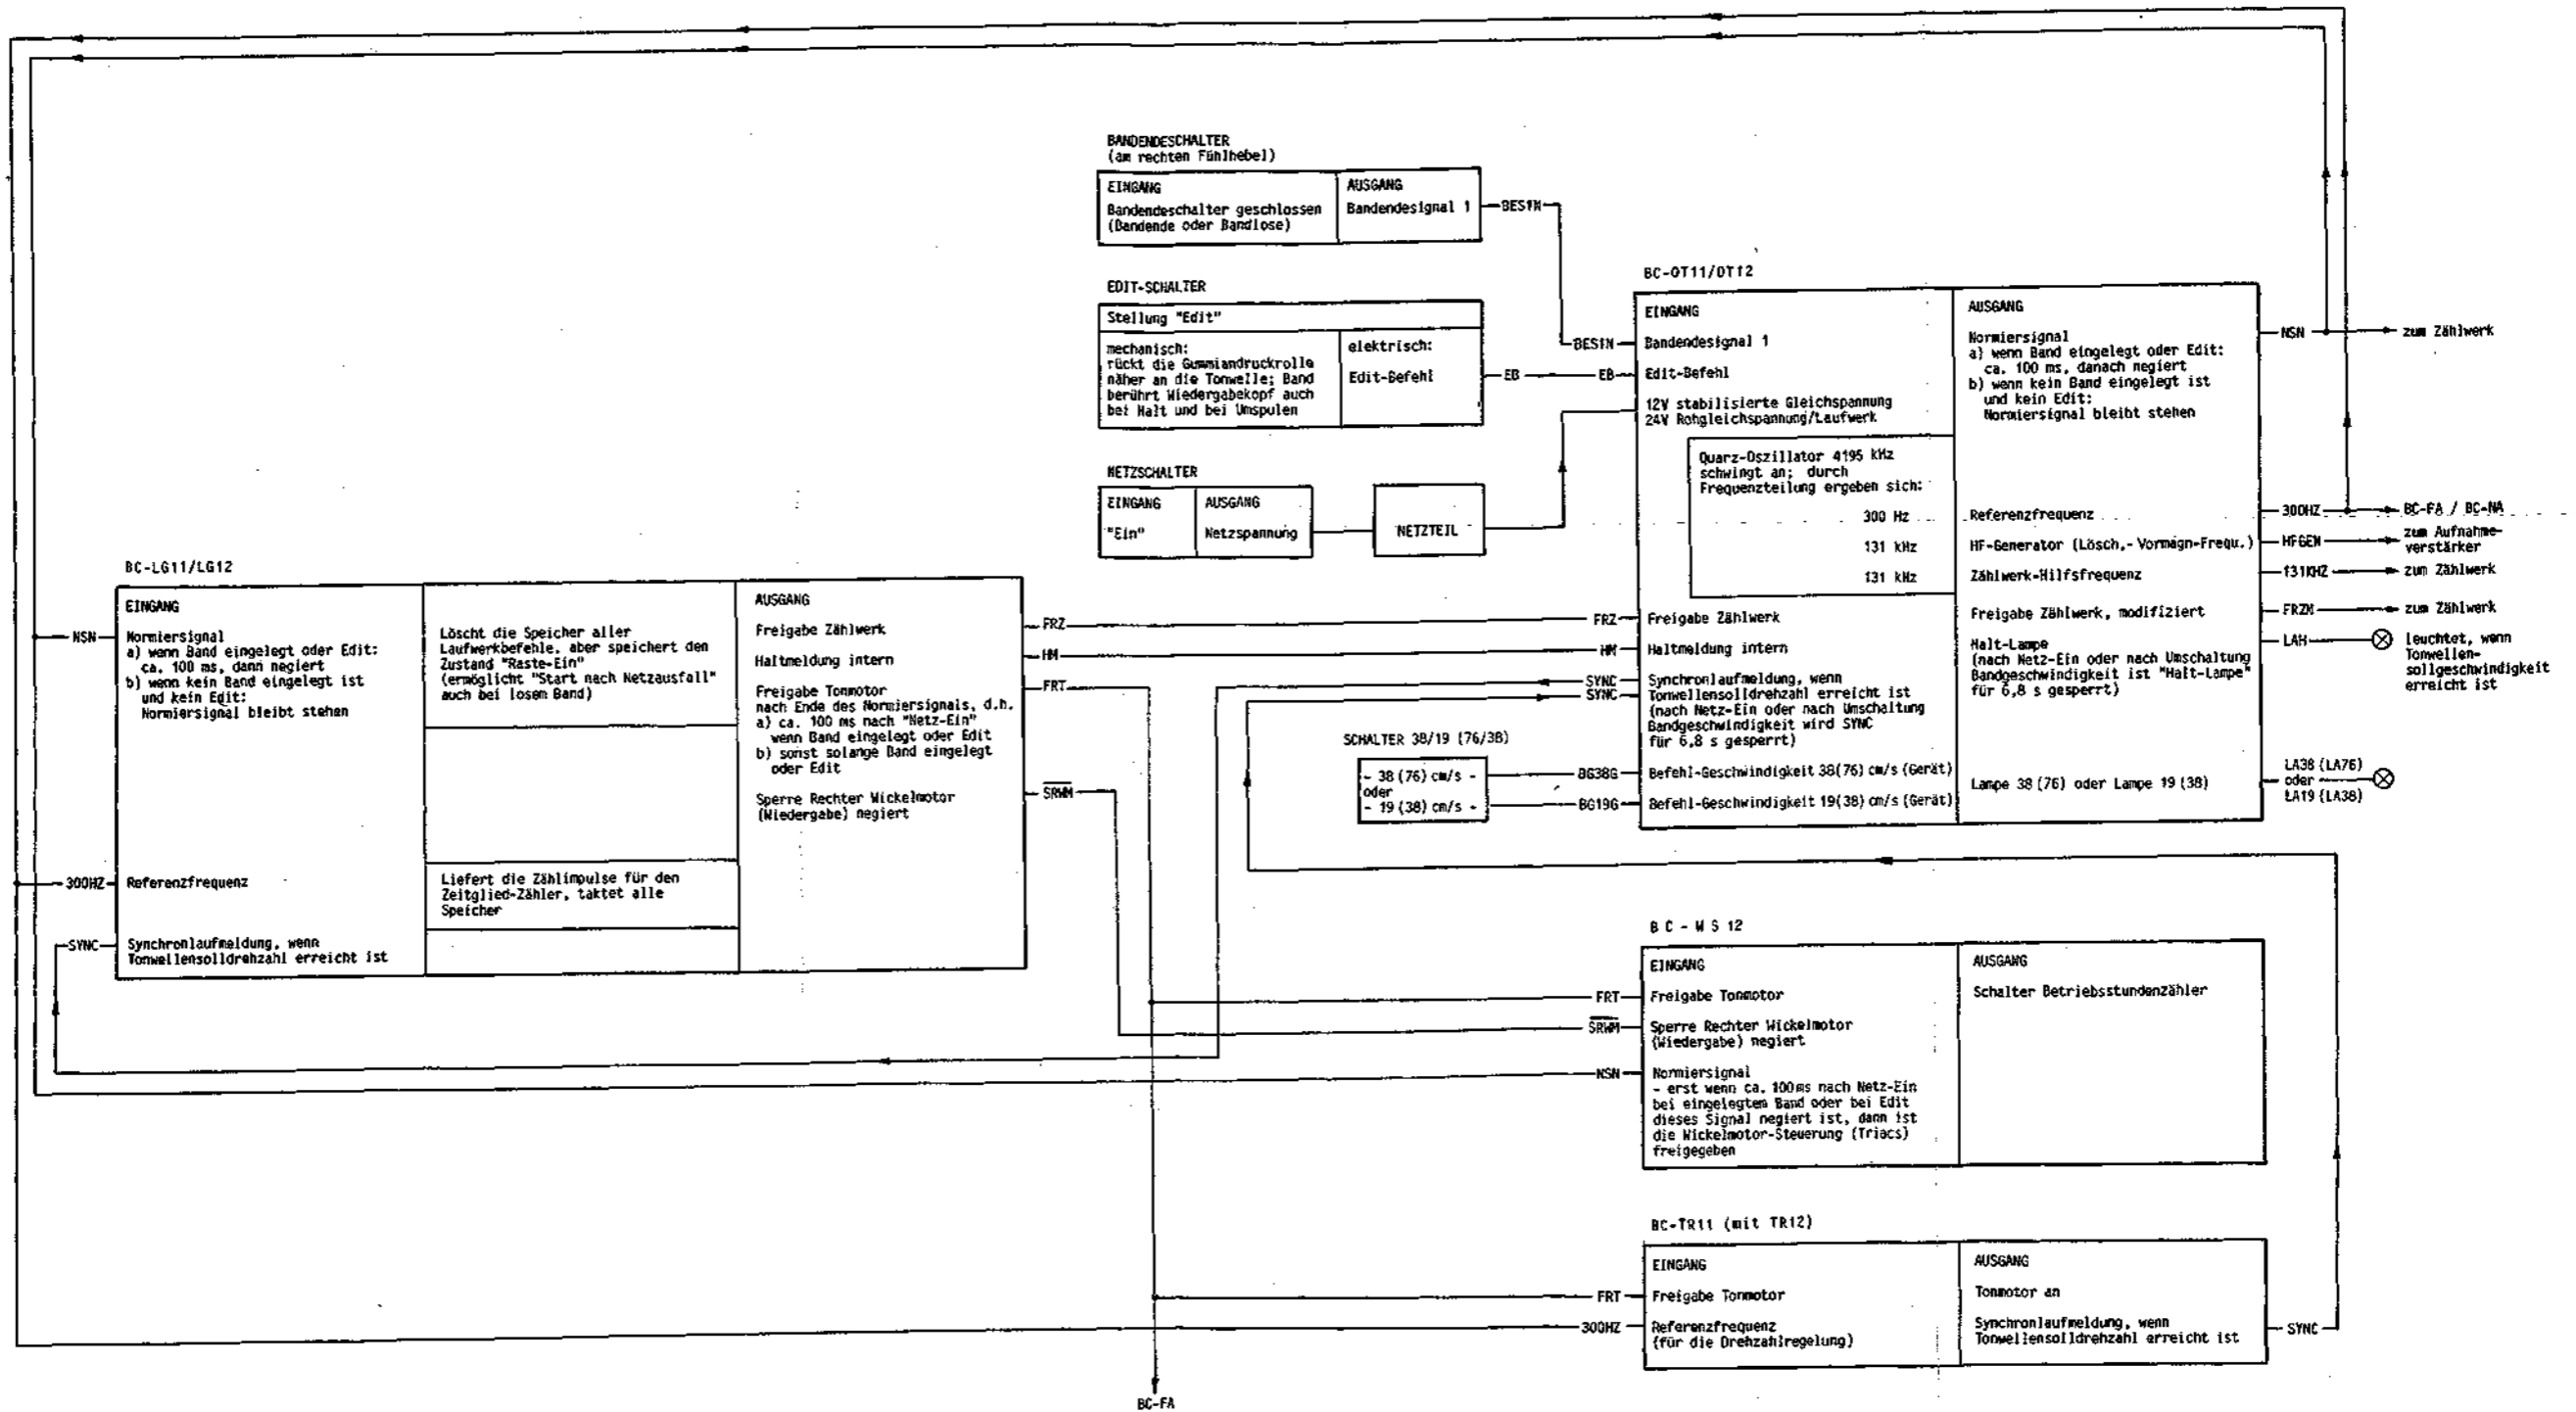 BANDENDESCHALTER
(am rechten Fühlhebel)
EINGANG
Bandendeschalter geschlossen
(Bandende oder Bandlose)
AUSGANG
Bandendesignal 1
BES1N
EDIT-SCHALTER
Stellung "Edit"
mechanisch:
rückt die Gummiandruckrolle
näher an die Tonwelle; Band
berührt Wiedergabekopf auch
bei Halt und bei Umspulen
elektrisch:
Edit-Befehl
EB
NETZSCHALTER
EINGANG
"Ein"
AUSGANG
Netzspannung
NETZTEIL
BC-OT11/OT12
EINGANG
BES1N
Bandendesignal 1
EB
Edit-Befehl
12V stabilisierte Gleichspannung
24V Rohgleichspannung/Laufwerk
Quarz-Oszillator 4195 kHz
schwingt an; durch
Frequenzteilung ergeben sich:
300 Hz
131 kHz
131 kHz
FRZ
Freigabe Zählwerk
HM
Haltmeldung intern
SYNC
SYNC
Synchronlaufmeldung, wenn
Tonwellensolldrehzahl erreicht ist
(nach Netz-Ein oder nach Umschaltung
Bandgeschwindigkeit wird SYNC
für 6,8 s gesperrt)
SCHALTER 38/19 (76/38)
- 38 (76) cm/s -
oder
- 19 (38) cm/s -
BG38G
Befehl-Geschwindigkeit 38(76) cm/s (Gerät)
BG19G
Befehl-Geschwindigkeit 19(38) cm/s (Gerät)
AUSGANG
Normiersignal
a) wenn Band eingelegt oder Edit:
ca. 100 ms, danach negiert
b) wenn kein Band eingelegt ist
und kein Edit:
Normiersignal bleibt stehen
Referenzfrequenz
HF-Generator (Lösch,- Vormagn-Frequ.)
Zählwerk-Hilfsfrequenz
Freigabe Zählwerk, modifiziert
Halt-Lampe
(nach Netz-Ein oder nach Umschaltung
Bandgeschwindigkeit ist "Halt-Lampe"
für 6,8 s gesperrt)
Lampe 38 (76) oder Lampe 19 (38)
NSN
zum Zählwerk
300HZ
BC-FA / BC-NA
HFGEN
zum Aufnahme-
verstärker
131KHZ
zum Zählwerk
FRZM
zum Zählwerk
LAH
leuchtet, wenn
Tonwellen-
sollgeschwindigkeit
erreicht ist
LA38 (LA76)
oder
LA19 (LA38)
BC-LG11/LG12
EINGANG
NSN
Normiersignal
a) wenn Band eingelegt oder Edit:
ca. 100 ms, dann negiert
b) wenn kein Band eingelegt ist
und kein Edit:
Normiersignal bleibt stehen
300HZ
Referenzfrequenz
SYNC
Synchronlaufmeldung, wenn
Tonwellensolldrehzahl erreicht ist
Löscht die Speicher aller
Laufwerkbefehle, aber speichert den
Zustand "Raste-Ein"
(ermöglicht "Start nach Netzausfall"
auch bei losem Band)
Liefert die Zählimpulse für den
Zeitglied-Zähler, taktet alle
Speicher
AUSGANG
Freigabe Zählwerk
Haltmeldung intern
Freigabe Tonmotor
nach Ende des Normiersignals, d.h.
a) ca. 100 ms nach "Netz-Ein"
wenn Band eingelegt oder Edit
b) sonst solange Band eingelegt
oder Edit
Sperre Rechter Wickelmotor
(Wiedergabe) negiert
FRZ
HM
FRT
SRWM
BC - WS 12
EINGANG
FRT
Freigabe Tonmotor
SRWM
Sperre Rechter Wickelmotor
(Wiedergabe) negiert
NSN
Normiersignal
- erst wenn ca. 100ms nach Netz-Ein
bei eingelegtem Band oder bei Edit
dieses Signal negiert ist, dann ist
die Wickelmotor-Steuerung (Triacs)
freigegeben
AUSGANG
Schalter Betriebsstundenzähler
BC-TR11 (mit TR12)
EINGANG
FRT
Freigabe Tonmotor
300HZ
Referenzfrequenz
(für die Drehzahlregelung)
AUSGANG
Tonmotor an
Synchronlaufmeldung, wenn
Tonwellensolldrehzahl erreicht ist
SYNC
BC-FA